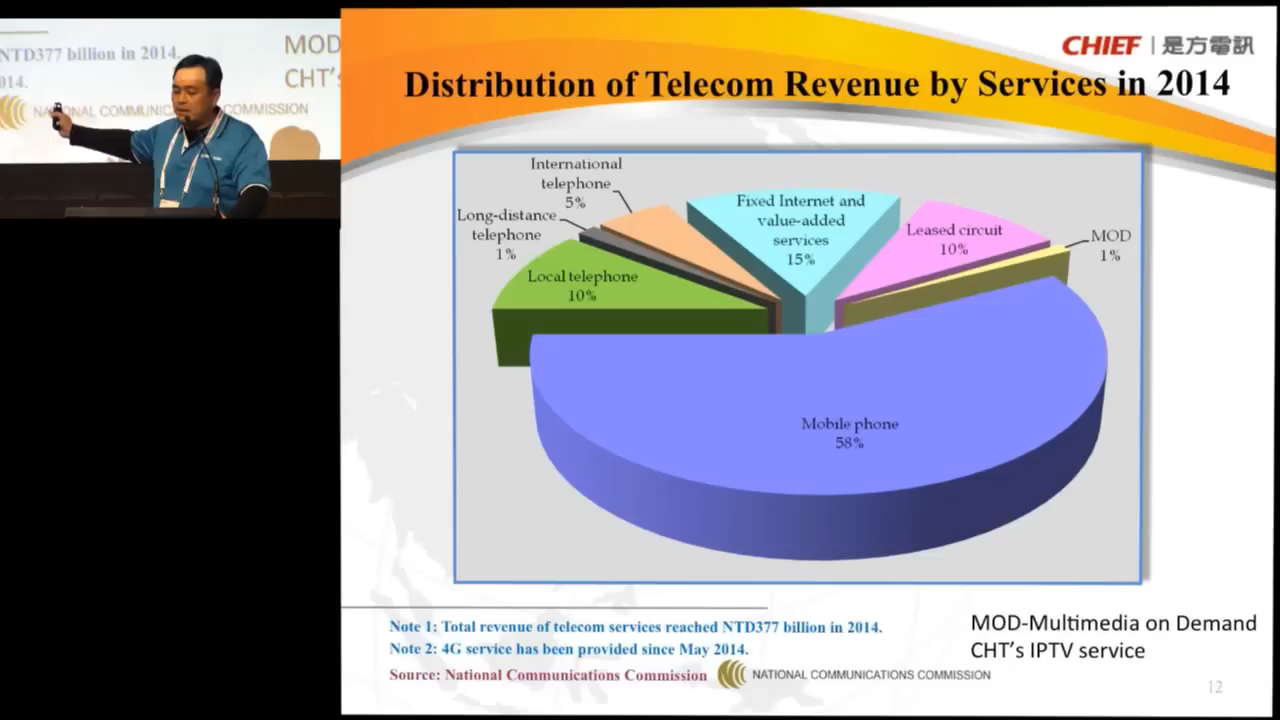 NTD377 billion in 2014.
014.
MOD
CHT's
NATIONAL COMMUNICATIONS COMMISSION
CHIEF | 是方電訊
Distribution of Telecom Revenue by Services in 2014
International
telephone
5%
Long-distance
telephone
1%
Local telephone
10%
Fixed Internet and
value-added
services
15%
Leased circuit
10%
MOD
1%
Mobile phone
58%
Note 1: Total revenue of telecom services reached NTD377 billion in 2014.
Note 2: 4G service has been provided since May 2014.
Source: National Communications Commission
NATIONAL COMMUNICATIONS COMMISSION
MOD-Multimedia on Demand
CHT's IPTV service
12